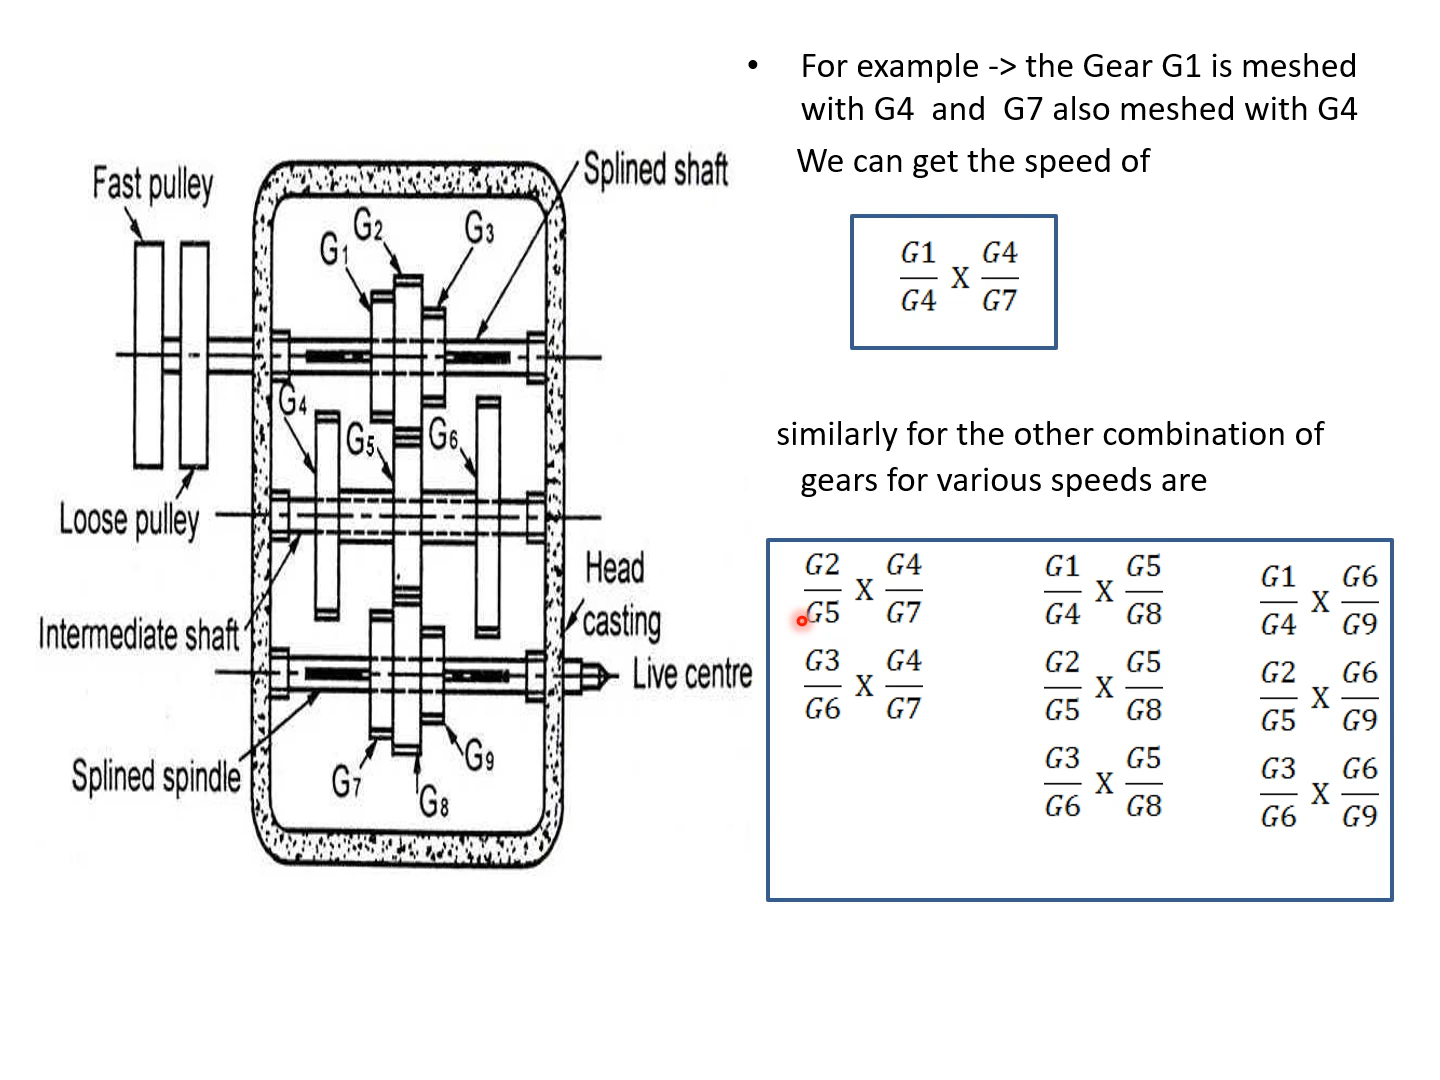 • For example -> the Gear G1 is meshed
with G4 and G7 also meshed with G4
We can get the speed of
G1/G4 X G4/G7
similarly for the other combination of
gears for various speeds are
G2/G5 X G4/G7
G3/G6 X G4/G7
G1/G4 X G5/G8
G2/G5 X G5/G8
G3/G6 X G5/G8
G1/G4 X G6/G9
G2/G5 X G6/G9
G3/G6 X G6/G9
Fast pulley
Splined shaft
G1
G2
G3
G4
G5
G6
Loose pulley
Head
casting
Intermediate shaft
Live centre
Splined spindle
G7
G8
G9